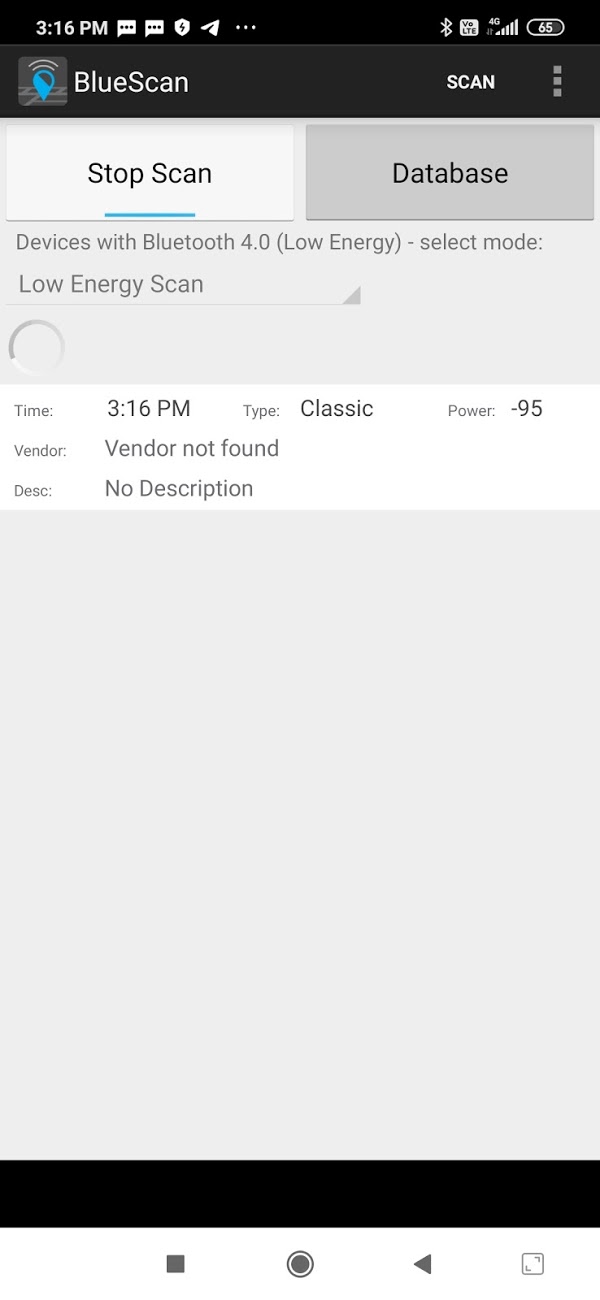 3:16 PM 4G Vo LTE 65
BlueScan SCAN
Stop Scan Database
Devices with Bluetooth 4.0 (Low Energy) - select mode:
Low Energy Scan
Time: 3:16 PM Type: Classic Power: -95
Vendor: Vendor not found
Desc: No Description